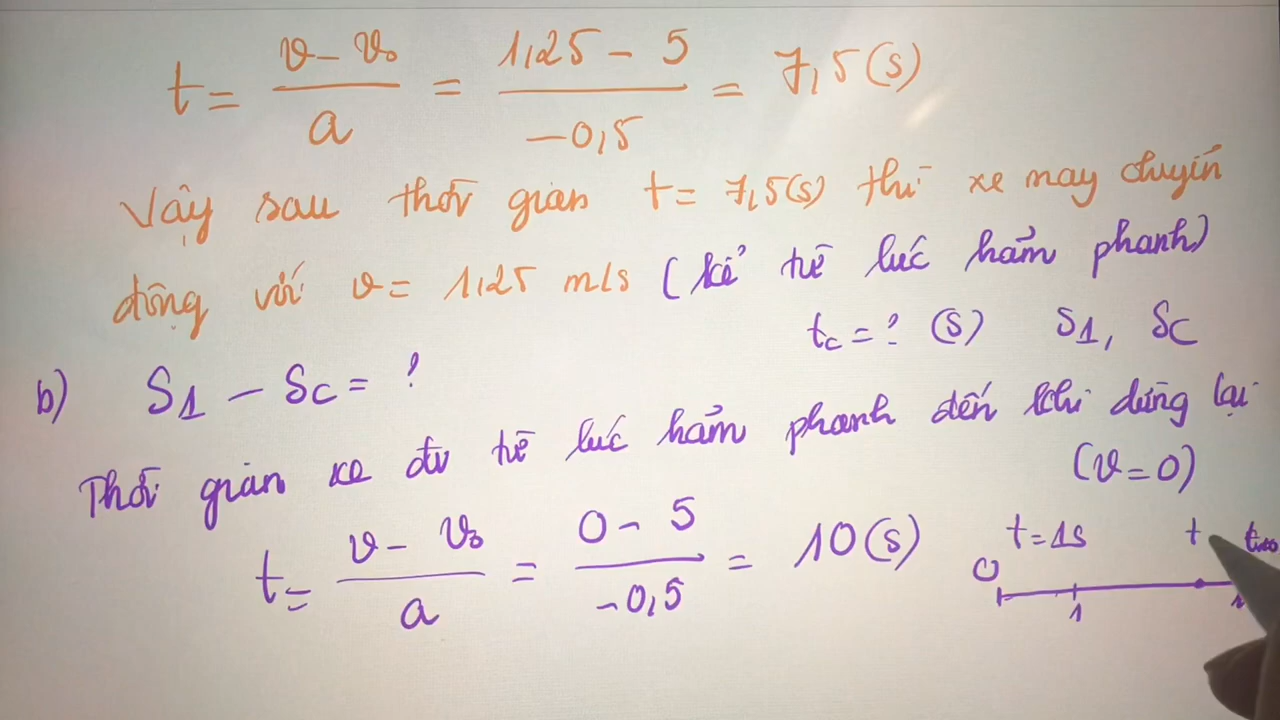 t = (v - v₀)/a = (1,25 - 5)/(-0,5) = 7,5 (s)
Vậy sau thời gian t = 7,5(s) thì xe máy chuyển
động với v = 1,25 m/s (kể từ lúc hãm phanh)
t_c = ? (s) S₁, S_c
b) S₁ - S_c = ?
Thời gian xe đi từ lúc hãm phanh đến khi dừng lại
(v = 0)
t = (v - v₀)/a = (0 - 5)/(-0,5) = 10 (s)
t = 1s t
0 1